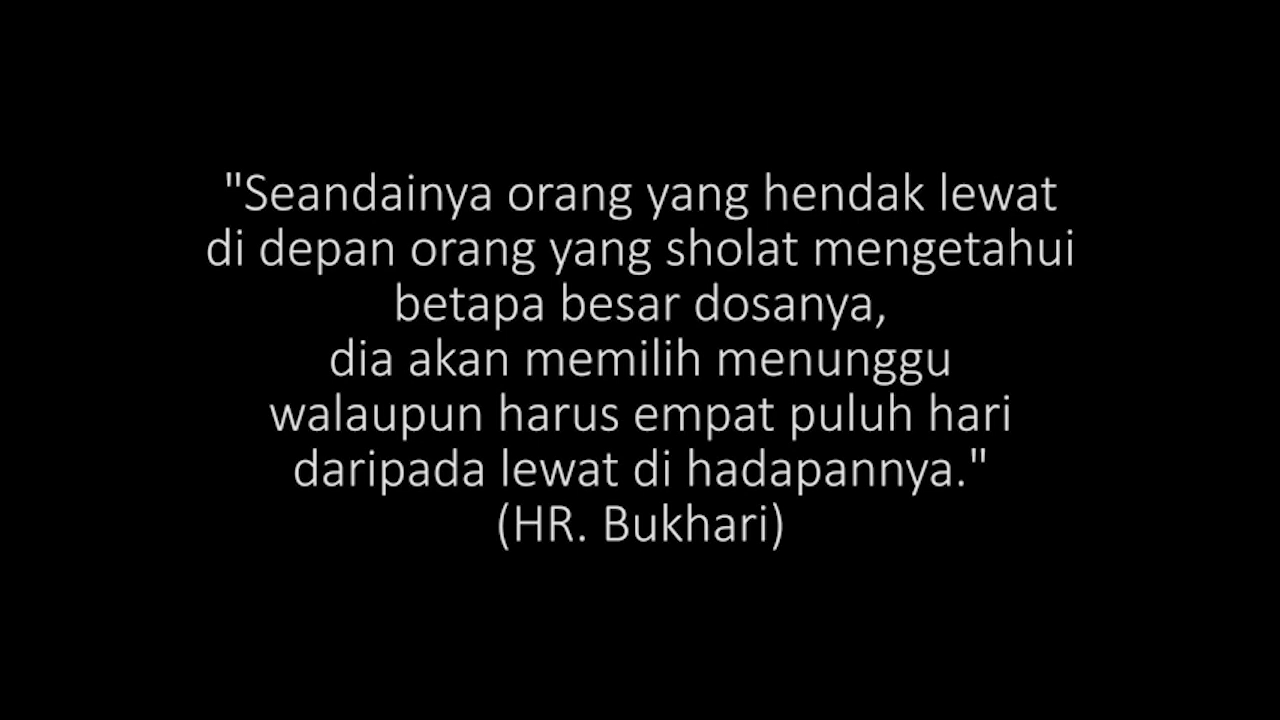 "Seandainya orang yang hendak lewat
di depan orang yang sholat mengetahui
betapa besar dosanya,
dia akan memilih menunggu
walaupun harus empat puluh hari
daripada lewat di hadapannya."
(HR. Bukhari)